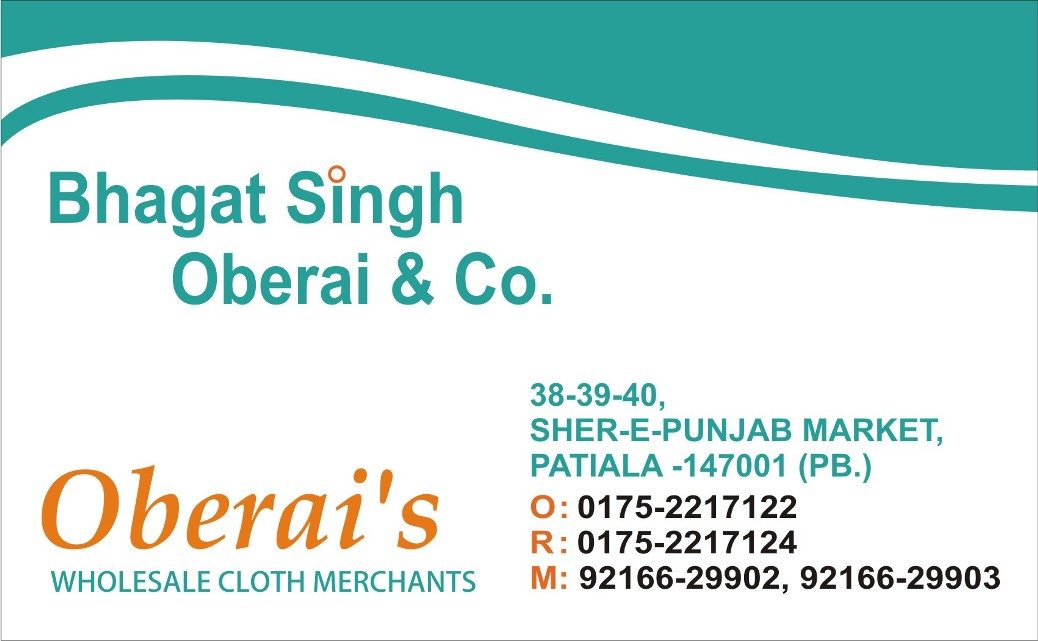 Bhagat Singh
Oberai & Co.
38-39-40,
SHER-E-PUNJAB MARKET,
PATIALA -147001 (PB.)
O: 0175-2217122
R: 0175-2217124
M: 92166-29902, 92166-29903
Oberai's
WHOLESALE CLOTH MERCHANTS